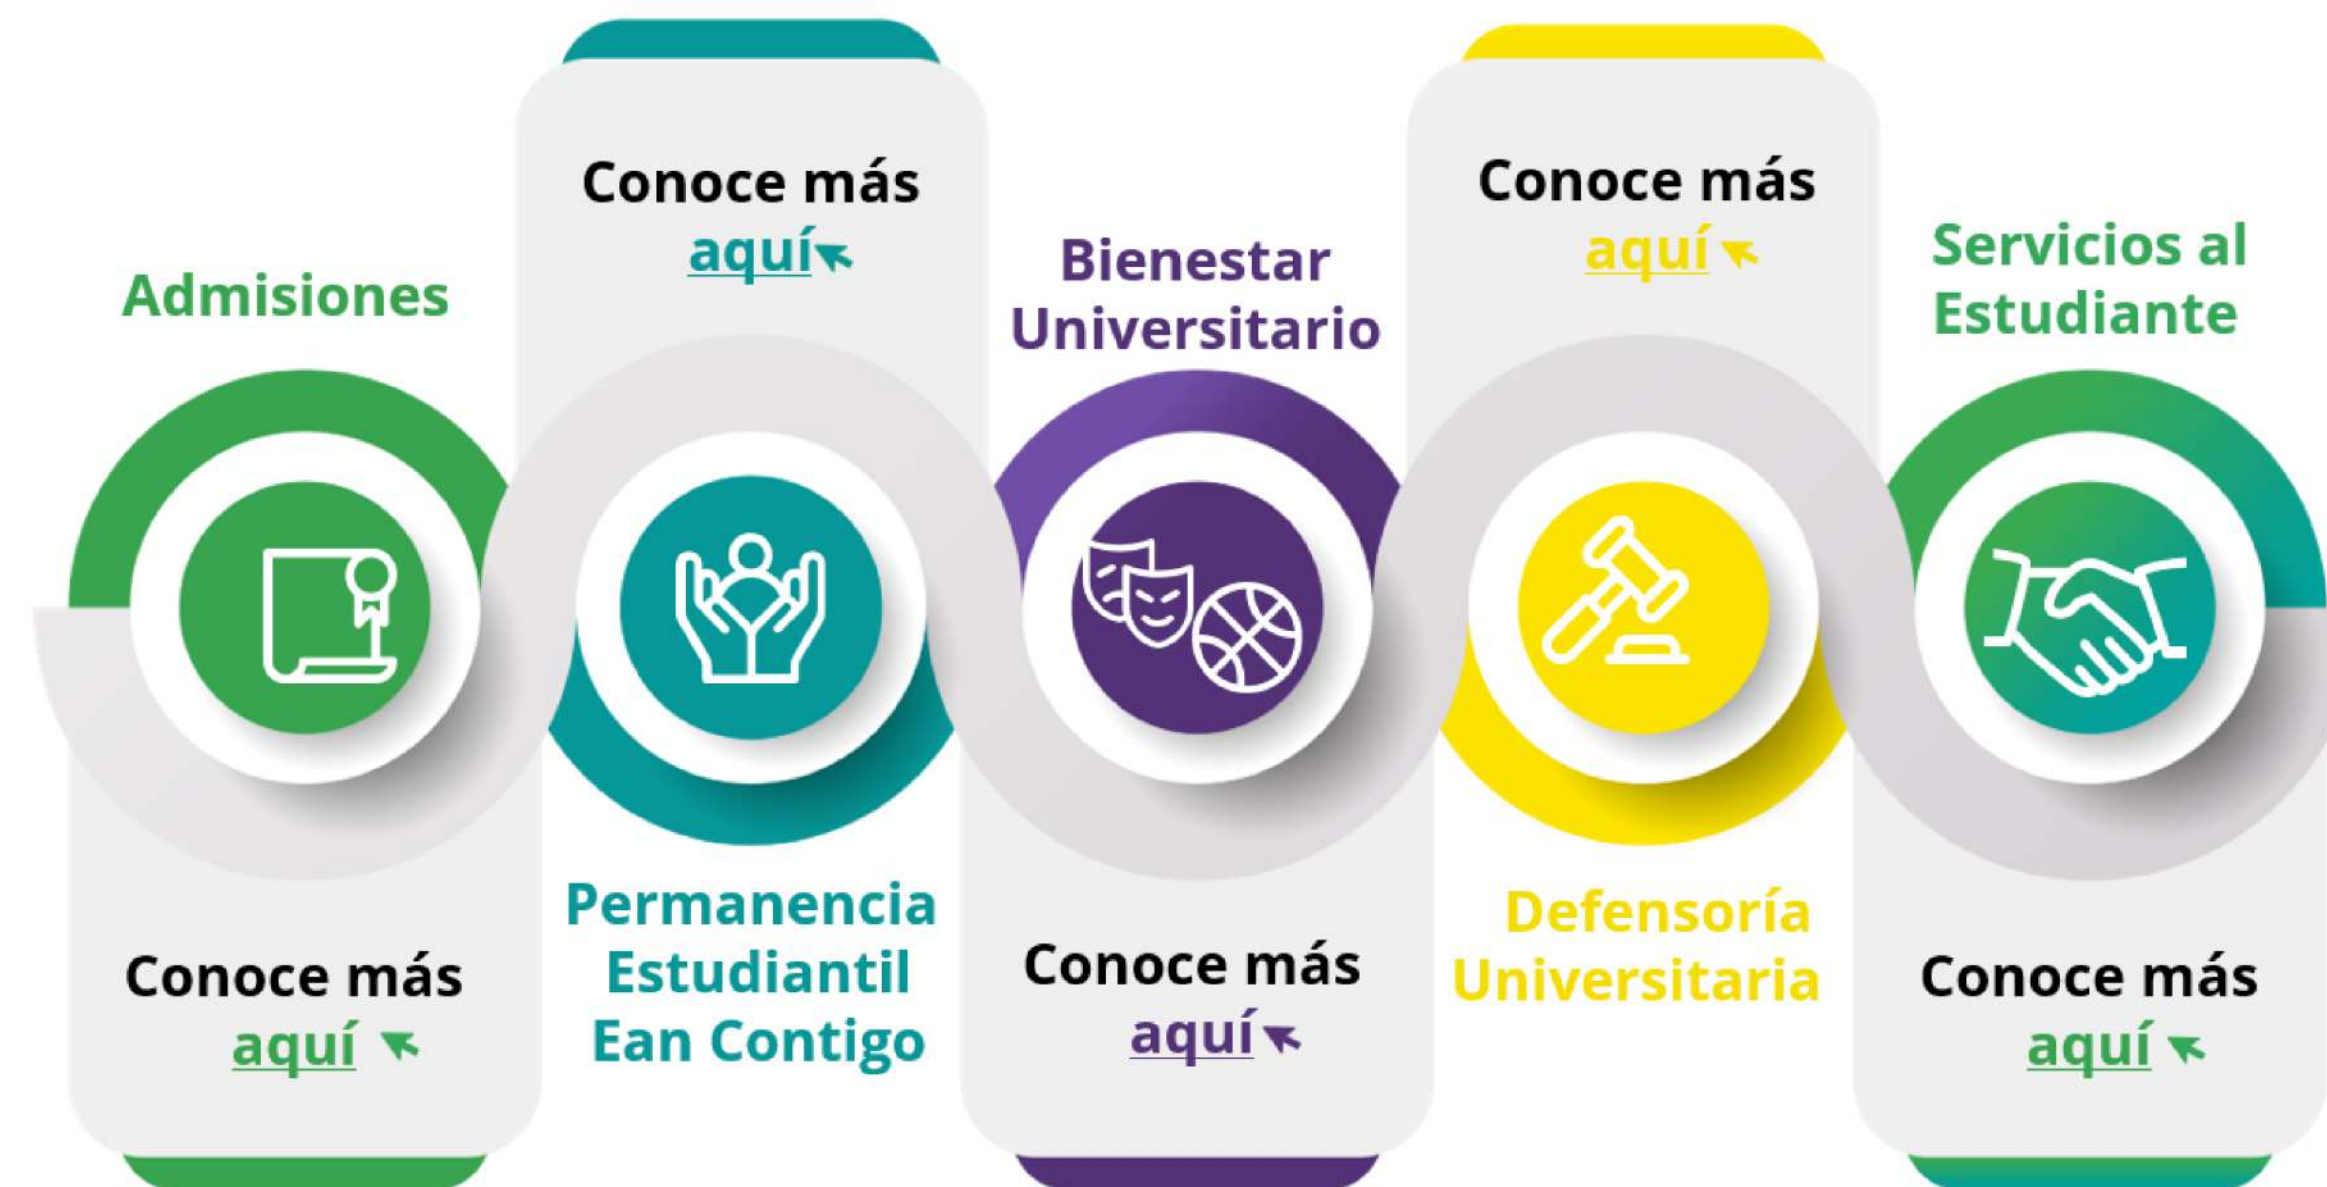 Admisiones
Conoce más
aquí
Conoce más
aquí
Permanencia
Estudiantil
Ean Contigo
Bienestar
Universitario
Conoce más
aquí
Conoce más
aquí
Defensoría
Universitaria
Servicios al
Estudiante
Conoce más
aquí